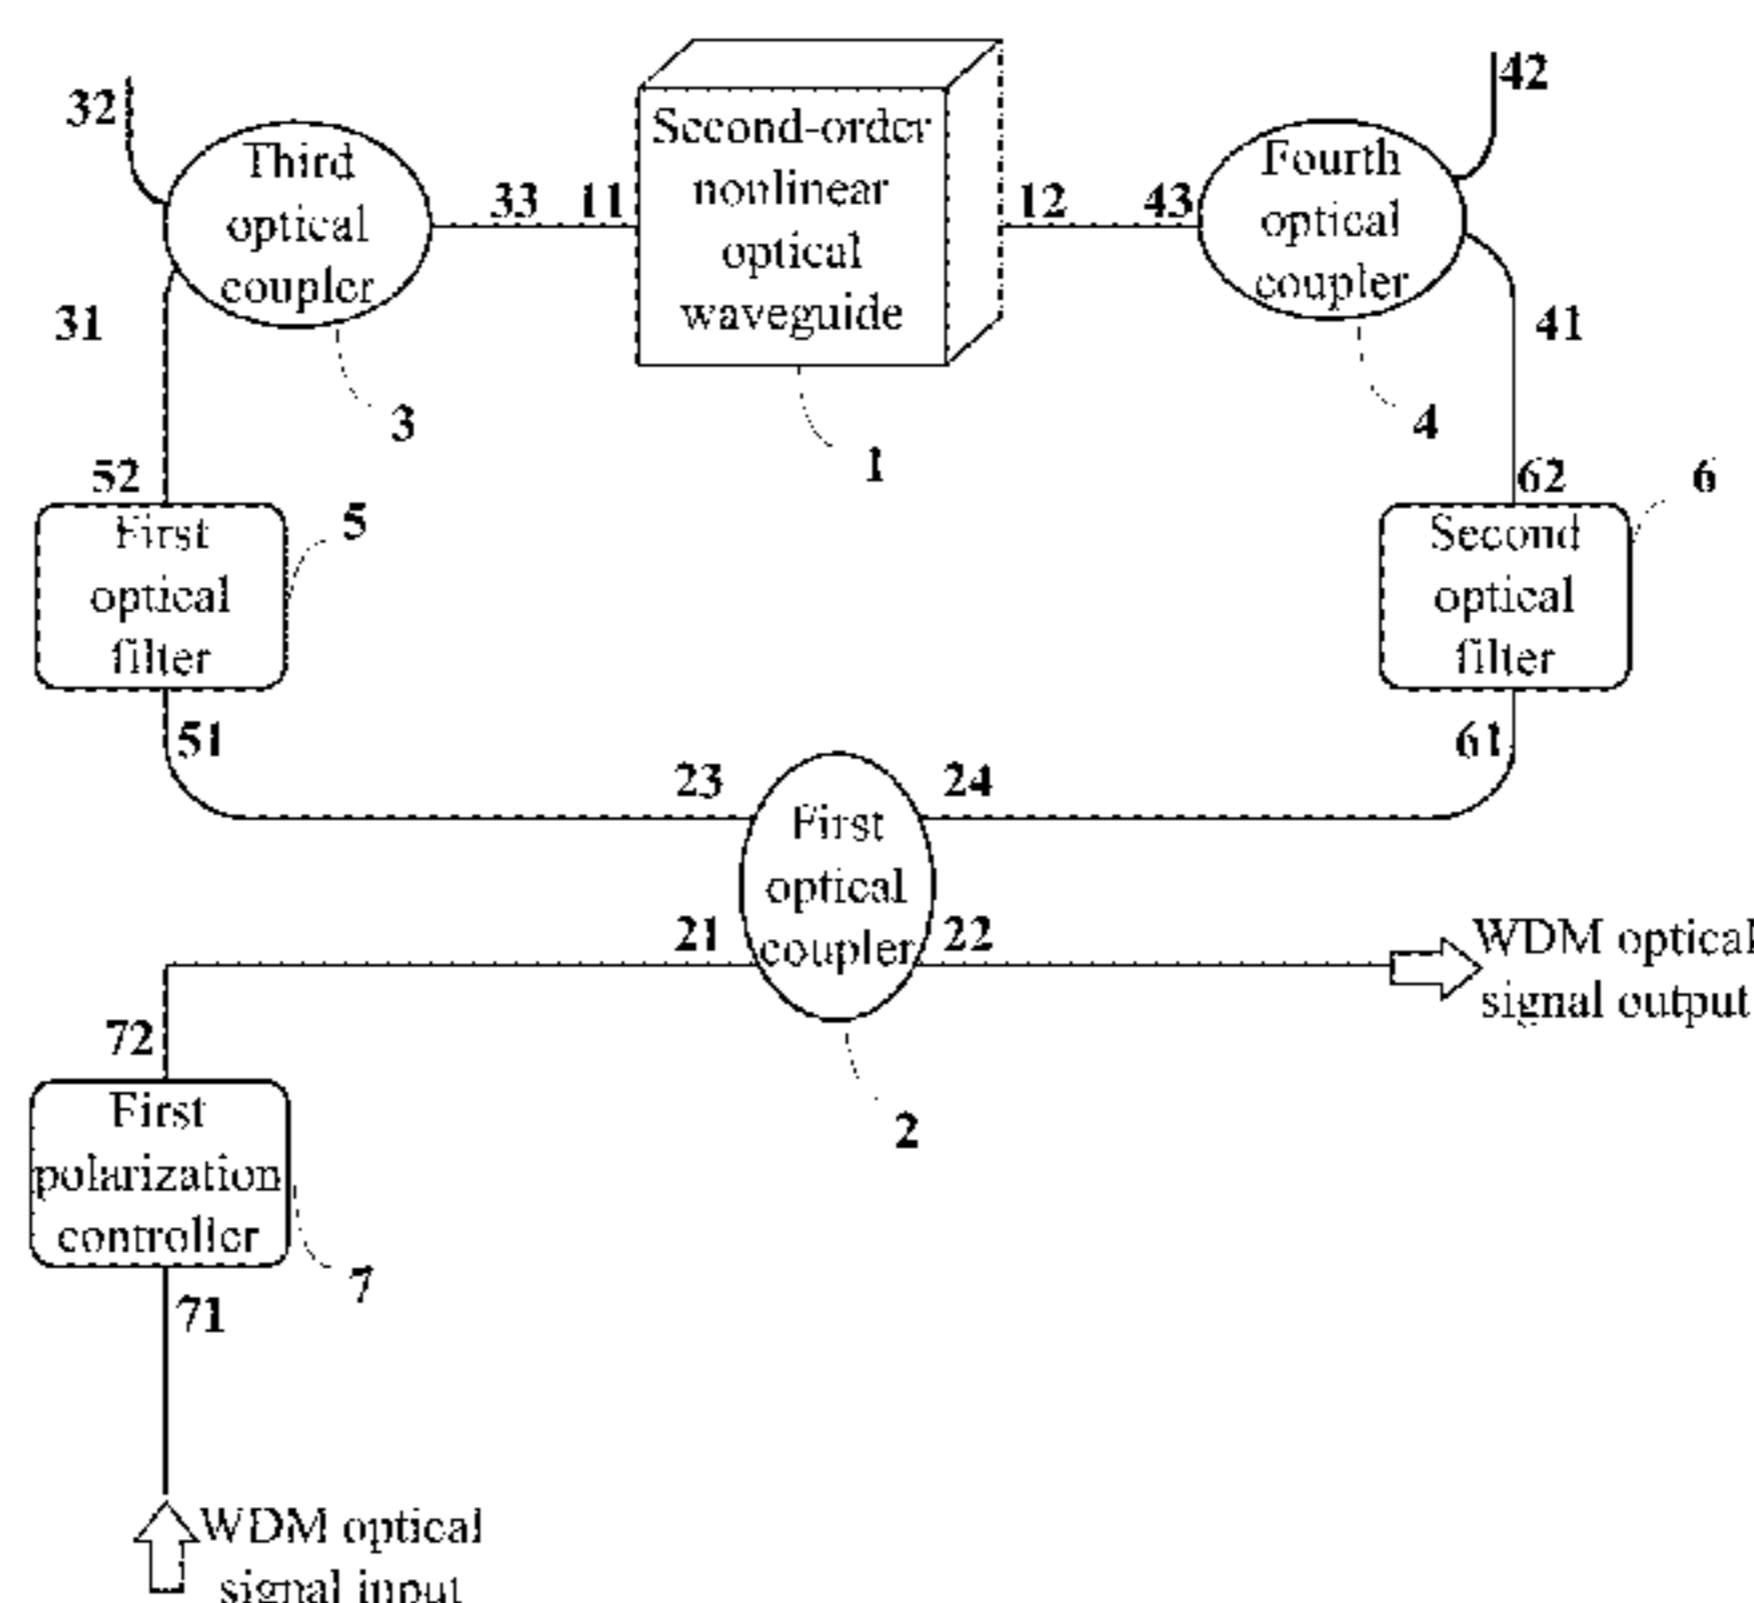 32
Third
optical
coupler
33
11
Second-order
nonlinear
optical
waveguide
12
43
Fourth
optical
coupler
42
31
41
3
1
4
52
First
optical
filter
5
62
Second
optical
filter
6
51
61
23
24
First
optical
coupler
21
22
WDM optical
signal output
72
2
First
polarization
controller
7
71
WDM optical
signal input